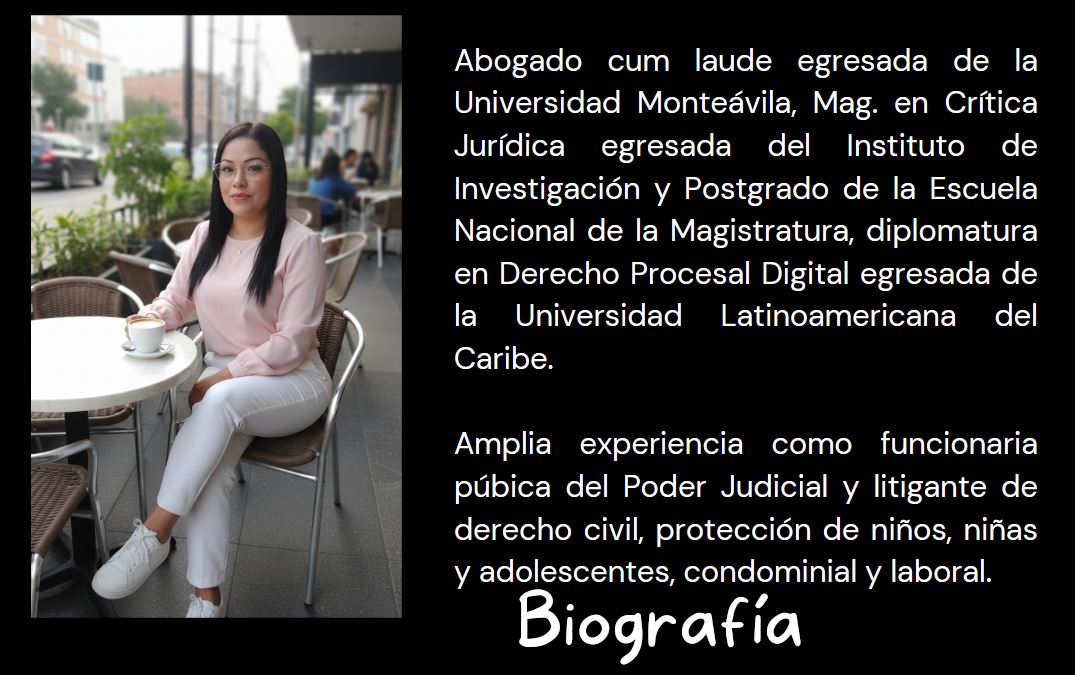 Abogado cum laude egresada de la
Universidad Monteávila, Mag. en Crítica
Jurídica egresada del Instituto de
Investigación y Postgrado de la Escuela
Nacional de la Magistratura, diplomatura
en Derecho Procesal Digital egresada de
la Universidad Latinoamericana del
Caribe.
Amplia experiencia como funcionaria
púbica del Poder Judicial y litigante de
derecho civil, protección de niños, niñas
y adolescentes, condominial y laboral.
Biografía